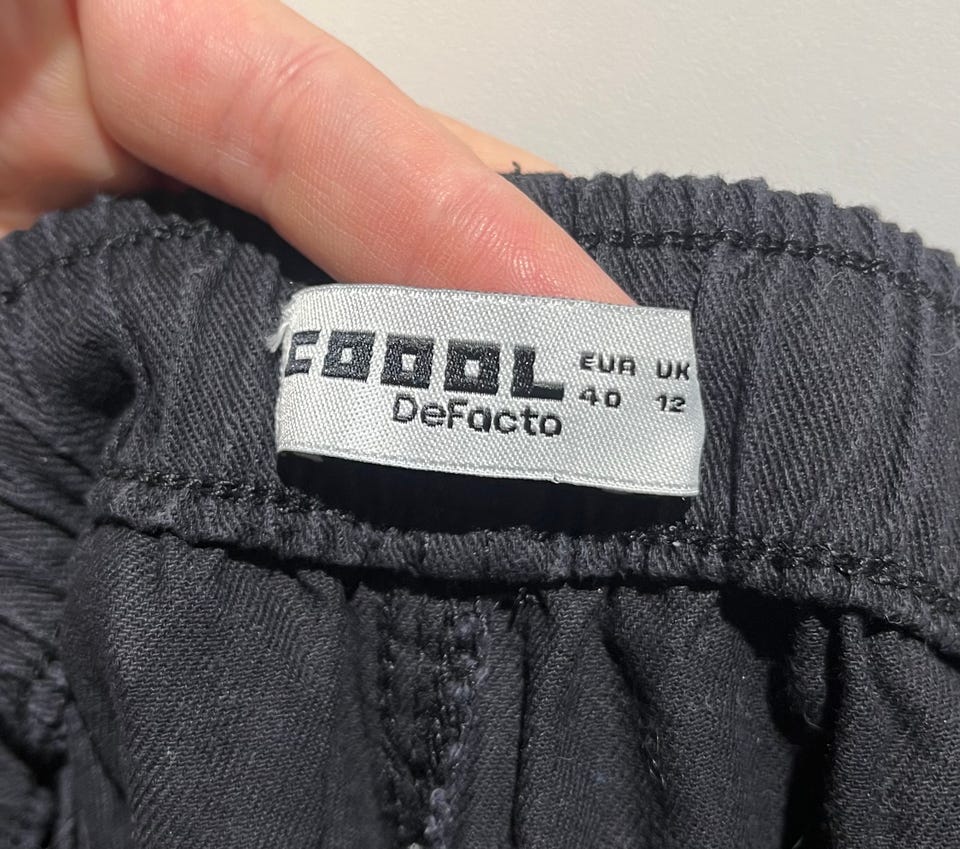 COOOL
DeFacto
EUR UK
40 12